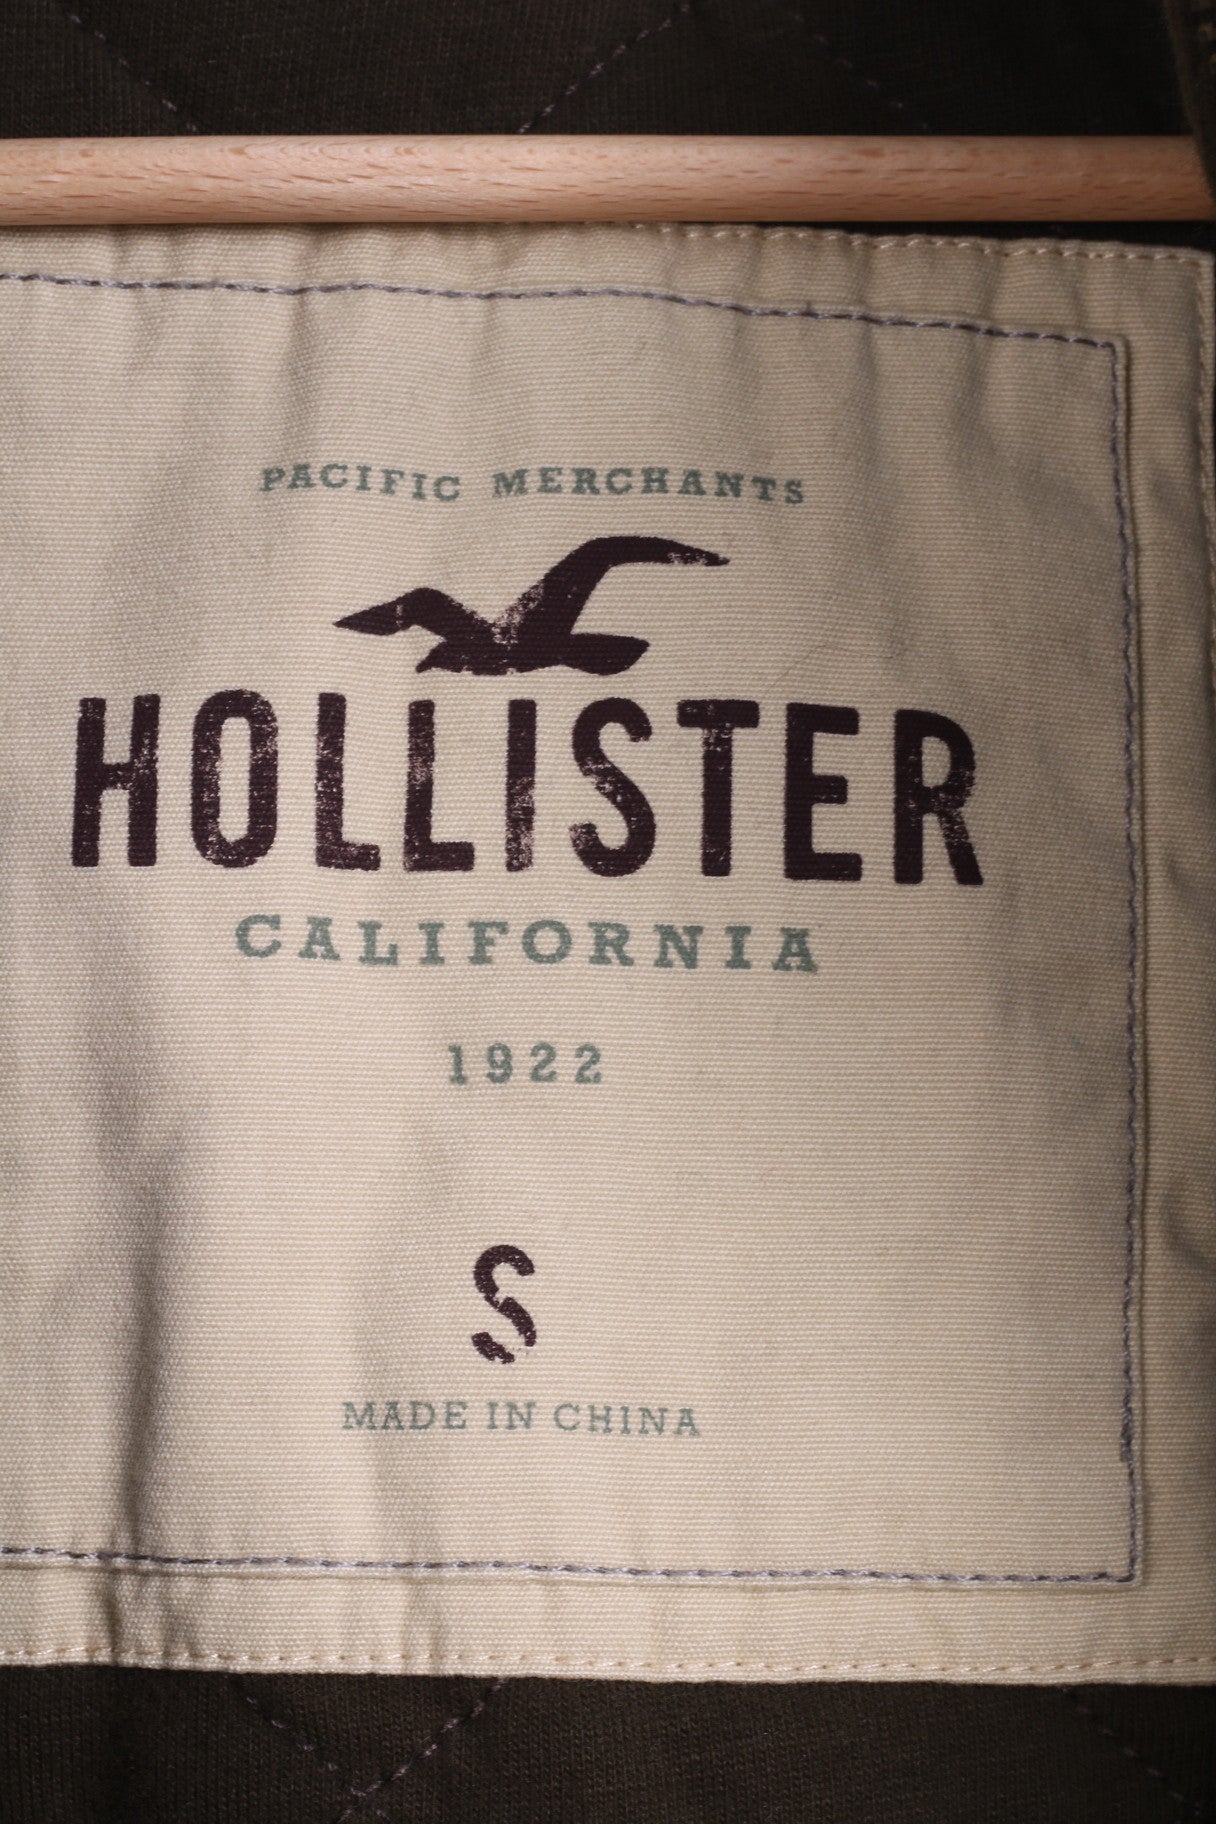 PACIFIC MERCHANTS
HOLLISTER
CALIFORNIA
1922
S
MADE IN CHINA